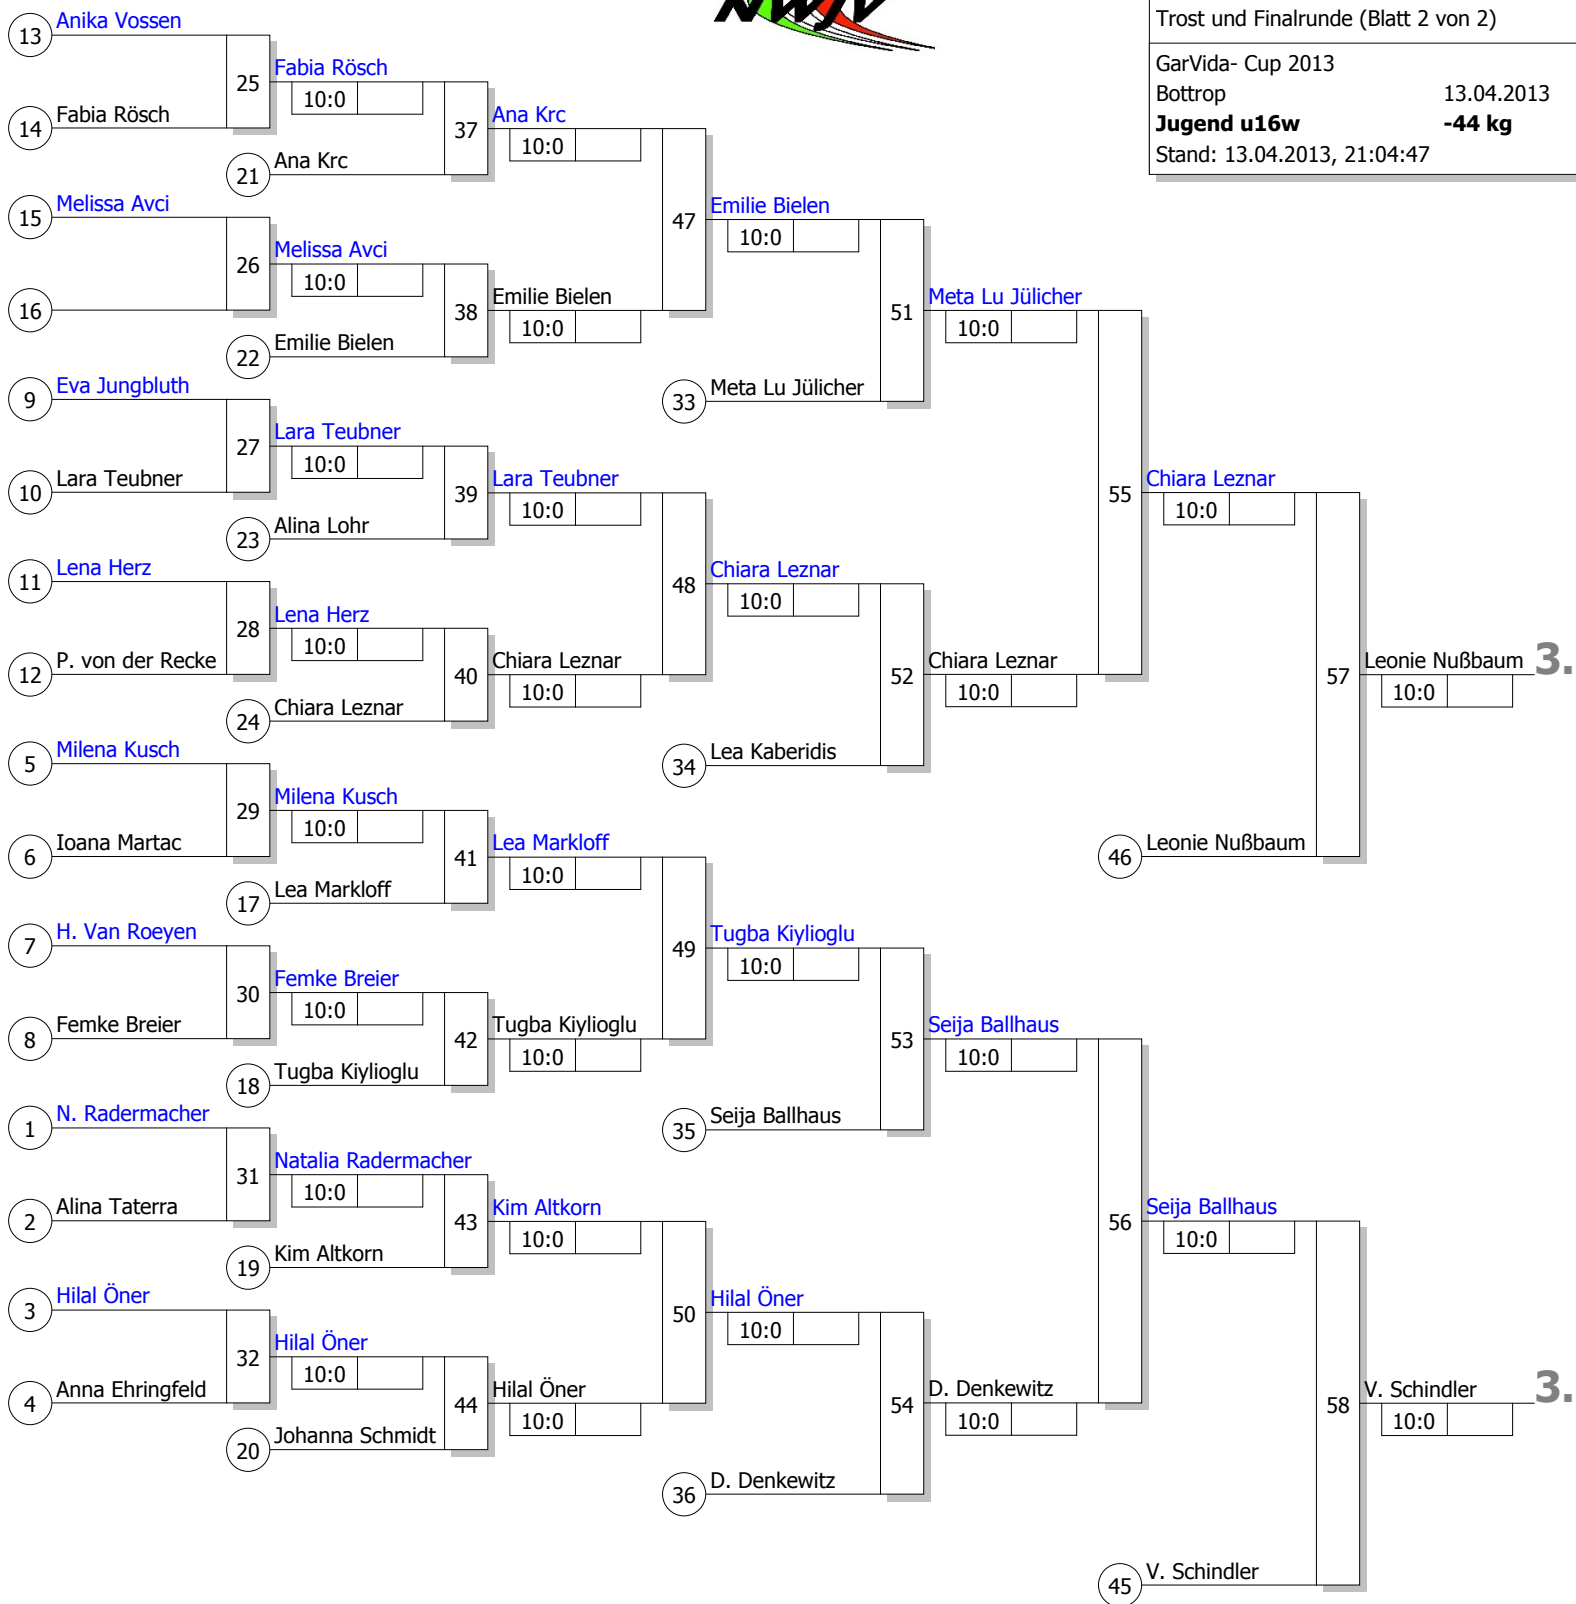 NWJV
Trost und Finalrunde (Blatt 2 von 2)
GarVida- Cup 2013
Bottrop 13.04.2013
Jugend u16w -44 kg
Stand: 13.04.2013, 21:04:47
13 Anika Vossen
25 Fabia Rösch
10:0
14 Fabia Rösch
37 Ana Krc
10:0
21 Ana Krc
15 Melissa Avci
47 Emilie Bielen
10:0
26 Melissa Avci
10:0
16
38 Emilie Bielen
10:0
22 Emilie Bielen
51 Meta Lu Jülicher
10:0
9 Eva Jungbluth
33 Meta Lu Jülicher
27 Lara Teubner
10:0
10 Lara Teubner
39 Lara Teubner
10:0
55 Chiara Leznar
10:0
23 Alina Lohr
11 Lena Herz
48 Chiara Leznar
10:0
28 Lena Herz
10:0
12 P. von der Recke
40 Chiara Leznar
10:0
52 Chiara Leznar
10:0
57 Leonie Nußbaum 3.
10:0
24 Chiara Leznar
5 Milena Kusch
34 Lea Kaberidis
29 Milena Kusch
10:0
6 Ioana Martac
41 Lea Markloff
10:0
46 Leonie Nußbaum
17 Lea Markloff
7 H. Van Roeyen
49 Tugba Kiylioglu
10:0
30 Femke Breier
10:0
8 Femke Breier
42 Tugba Kiylioglu
10:0
53 Seija Ballhaus
10:0
18 Tugba Kiylioglu
1 N. Radermacher
35 Seija Ballhaus
31 Natalia Radermacher
10:0
2 Alina Taterra
43 Kim Altkorn
10:0
56 Seija Ballhaus
10:0
19 Kim Altkorn
3 Hilal Öner
50 Hilal Öner
10:0
32 Hilal Öner
10:0
4 Anna Ehringfeld
44 Hilal Öner
10:0
54 D. Denkewitz
10:0
58 V. Schindler 3.
10:0
20 Johanna Schmidt
36 D. Denkewitz
45 V. Schindler